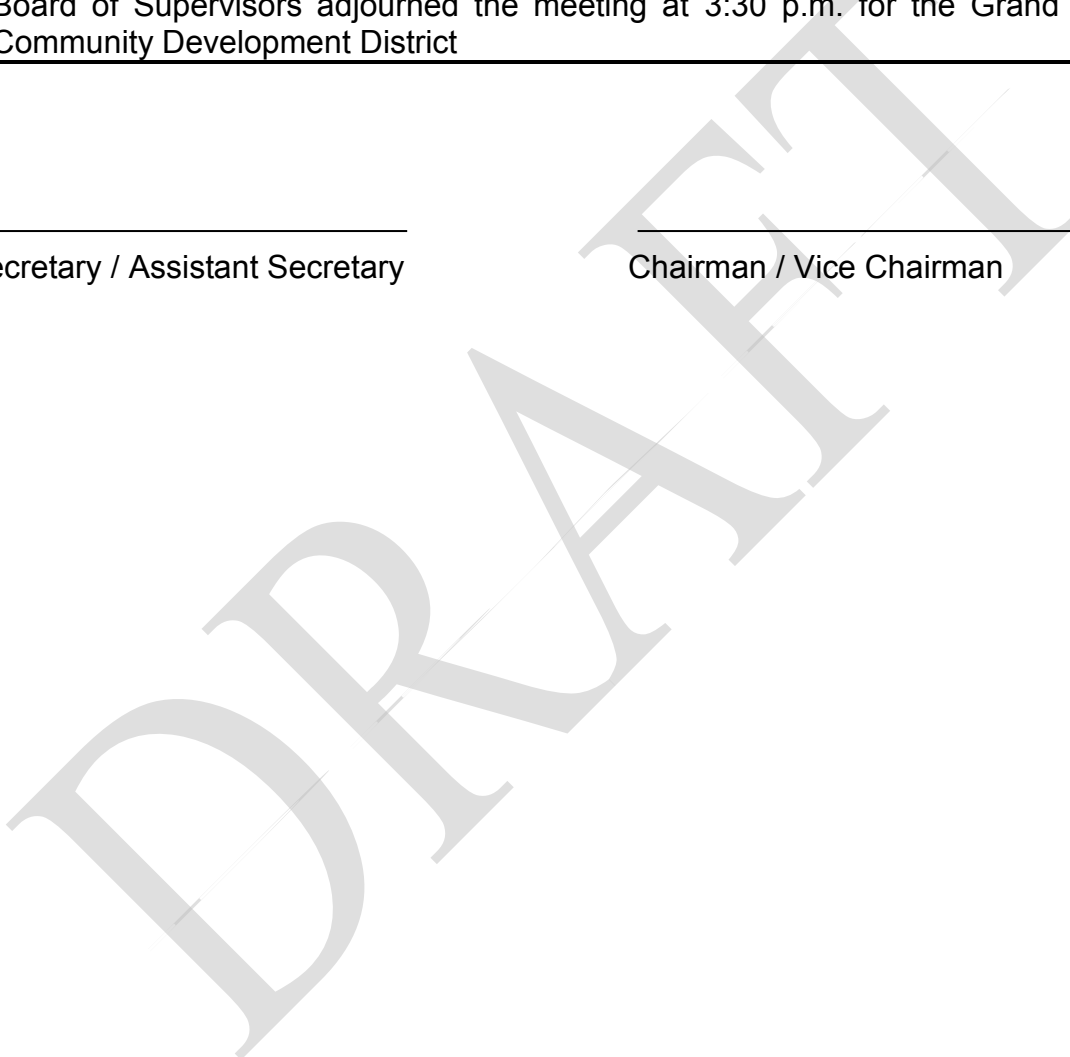 Board of Supervisors adjourned the meeting at 3:30 p.m. for the Grand
Community Development District
ecretary / Assistant Secretary
Chairman / Vice Chairman
DRAFT